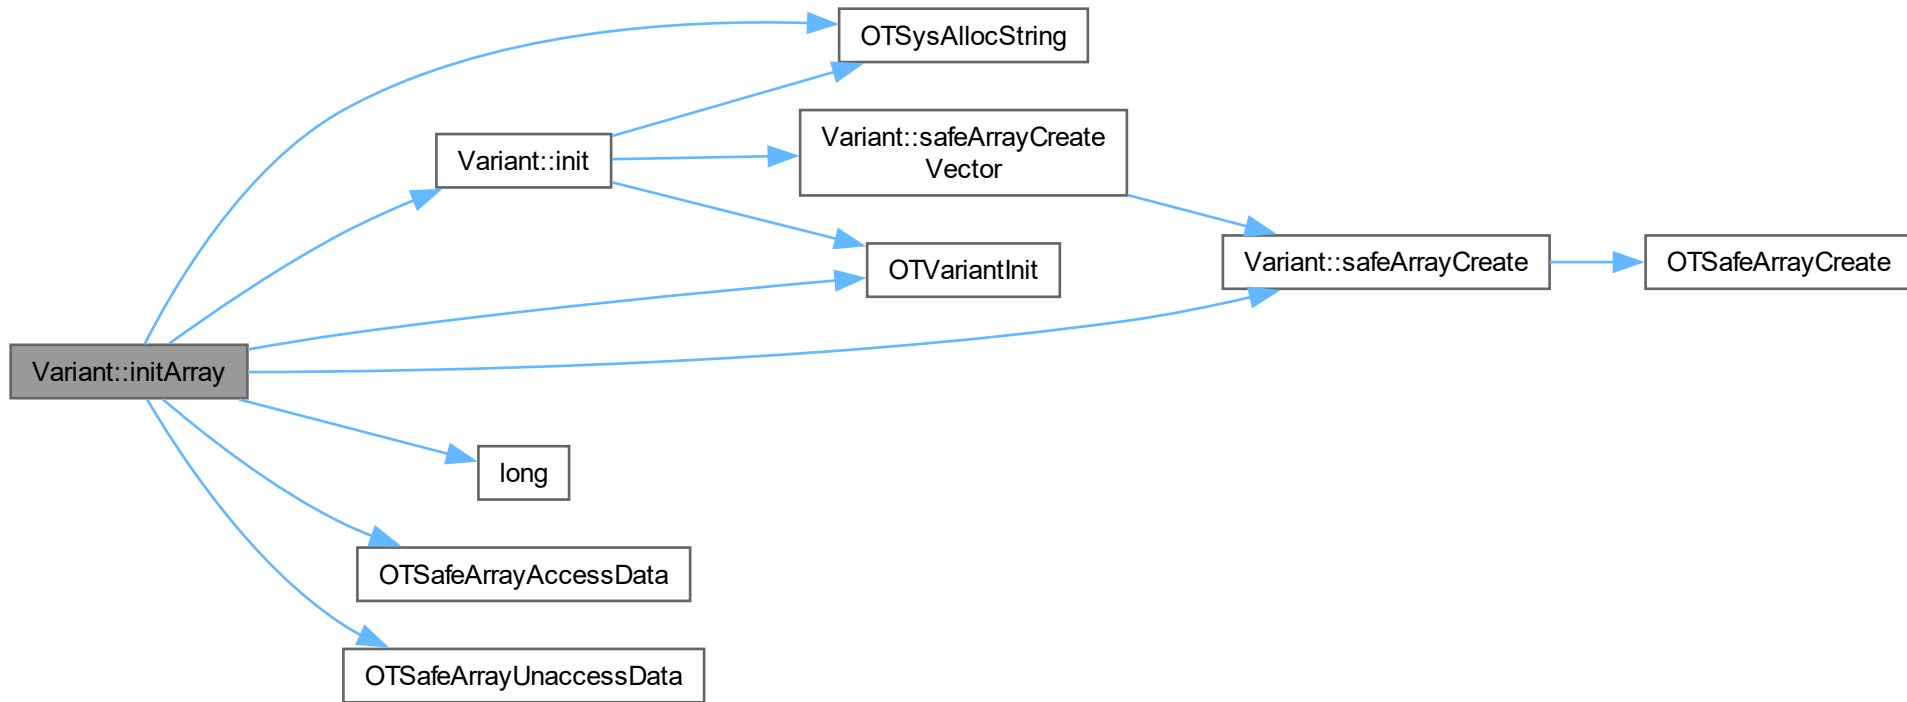 OTSysAllocString
Variant::init
Variant::safeArrayCreate
Vector
OTVariantInit
Variant::safeArrayCreate
OTSafeArrayCreate
Variant::initArray
long
OTSafeArrayAccessData
OTSafeArrayUnaccessData